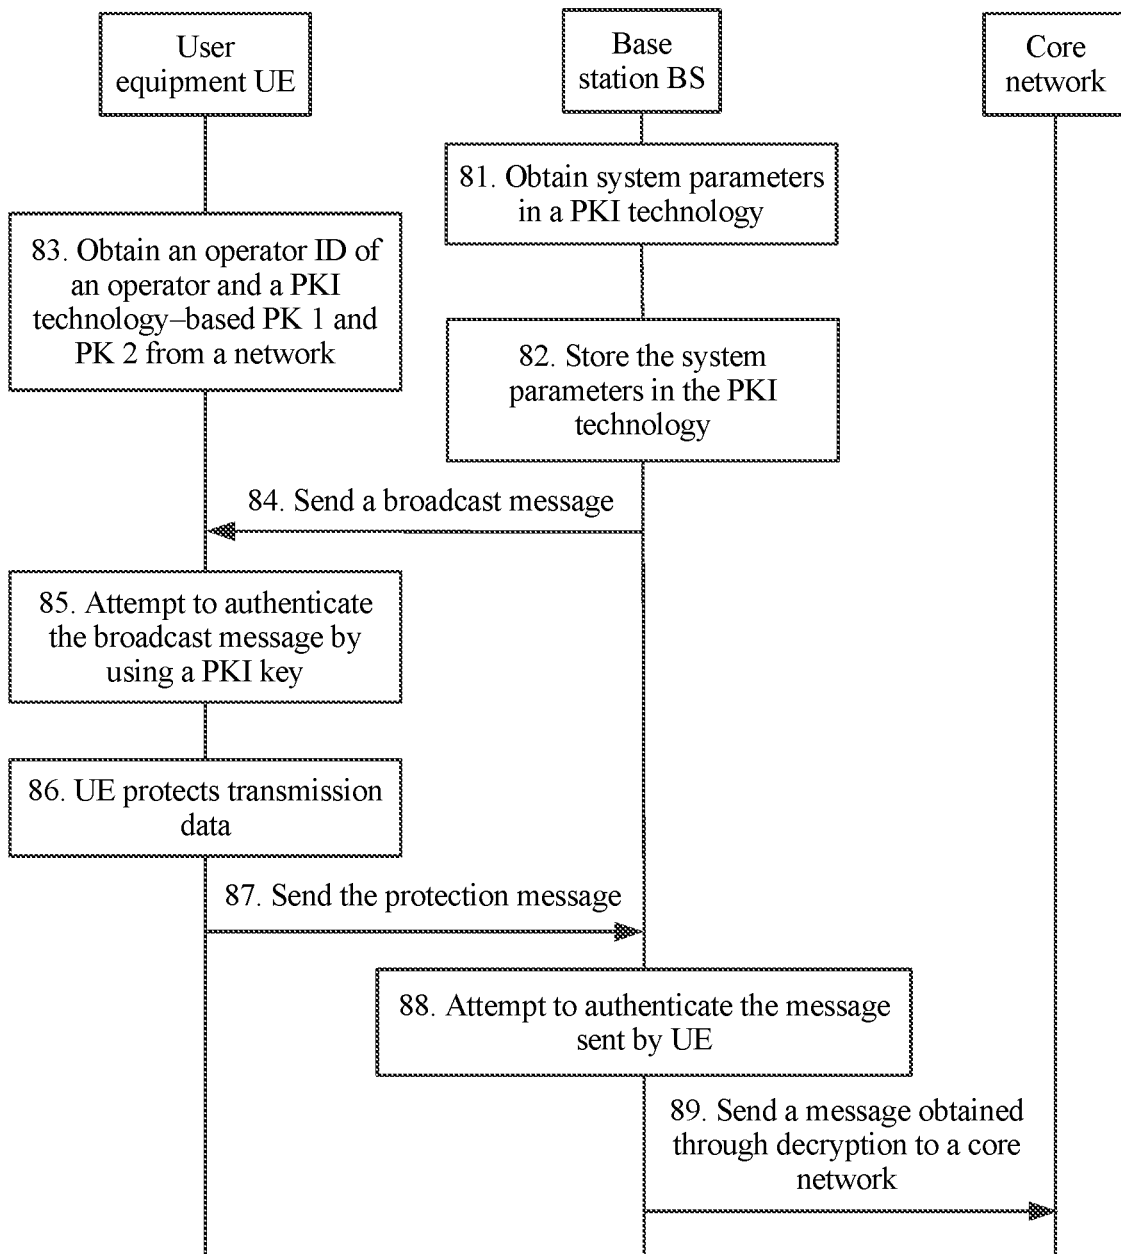 User
equipment UE
Base
station BS
Core
network
81. Obtain system parameters
in a PKI technology
83. Obtain an operator ID of
an operator and a PKI
technology–based PK 1 and
PK 2 from a network
82. Store the system
parameters in the PKI
technology
84. Send a broadcast message
85. Attempt to authenticate
the broadcast message by
using a PKI key
86. UE protects transmission
data
87. Send the protection message
88. Attempt to authenticate the message
sent by UE
89. Send a message obtained
through decryption to a core
network